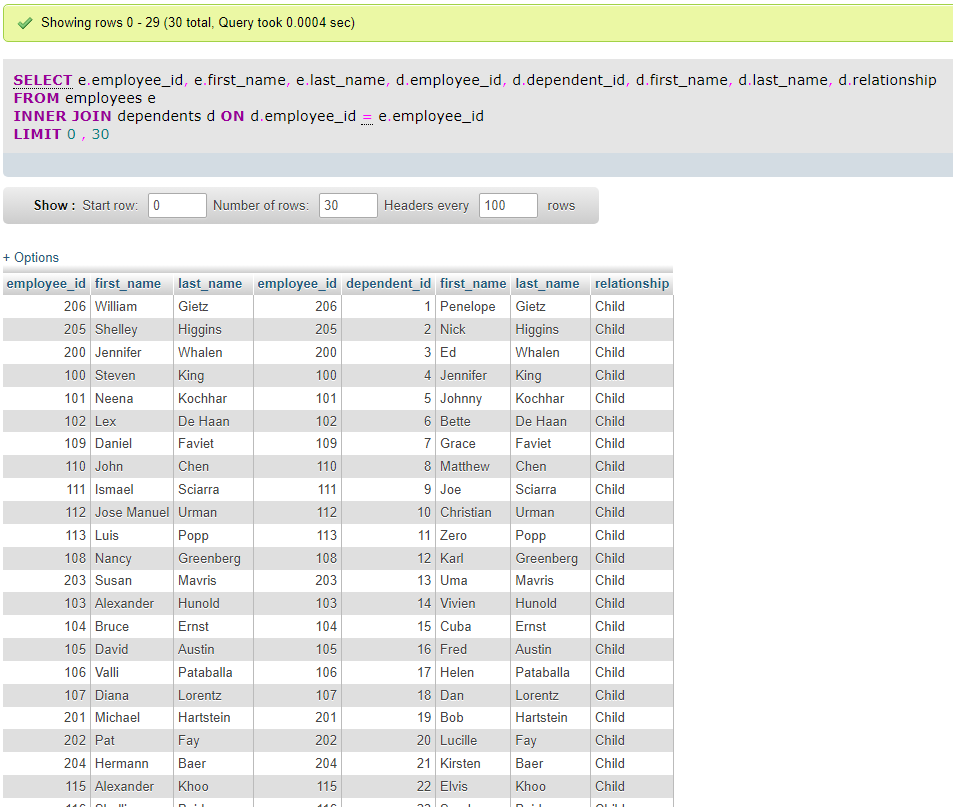 Showing rows 0 - 29 (30 total, Query took 0.0004 sec)
SELECT e.employee_id, e.first_name, e.last_name, d.employee_id, d.dependent_id, d.first_name, d.last_name, d.relationship
FROM employees e
INNER JOIN dependents d ON d.employee_id = e.employee_id
LIMIT 0 , 30
Show : Start row: 0 Number of rows: 30 Headers every 100 rows
+ Options
employee_id first_name last_name employee_id dependent_id first_name last_name relationship
206 William Gietz 206 1 Penelope Gietz Child
205 Shelley Higgins 205 2 Nick Higgins Child
200 Jennifer Whalen 200 3 Ed Whalen Child
100 Steven King 100 4 Jennifer King Child
101 Neena Kochhar 101 5 Johnny Kochhar Child
102 Lex De Haan 102 6 Bette De Haan Child
109 Daniel Faviet 109 7 Grace Faviet Child
110 John Chen 110 8 Matthew Chen Child
111 Ismael Sciarra 111 9 Joe Sciarra Child
112 Jose Manuel Urman 112 10 Christian Urman Child
113 Luis Popp 113 11 Zero Popp Child
108 Nancy Greenberg 108 12 Karl Greenberg Child
203 Susan Mavris 203 13 Uma Mavris Child
103 Alexander Hunold 103 14 Vivien Hunold Child
104 Bruce Ernst 104 15 Cuba Ernst Child
105 David Austin 105 16 Fred Austin Child
106 Valli Pataballa 106 17 Helen Pataballa Child
107 Diana Lorentz 107 18 Dan Lorentz Child
201 Michael Hartstein 201 19 Bob Hartstein Child
202 Pat Fay 202 20 Lucille Fay Child
204 Hermann Baer 204 21 Kirsten Baer Child
115 Alexander Khoo 115 22 Elvis Khoo Child